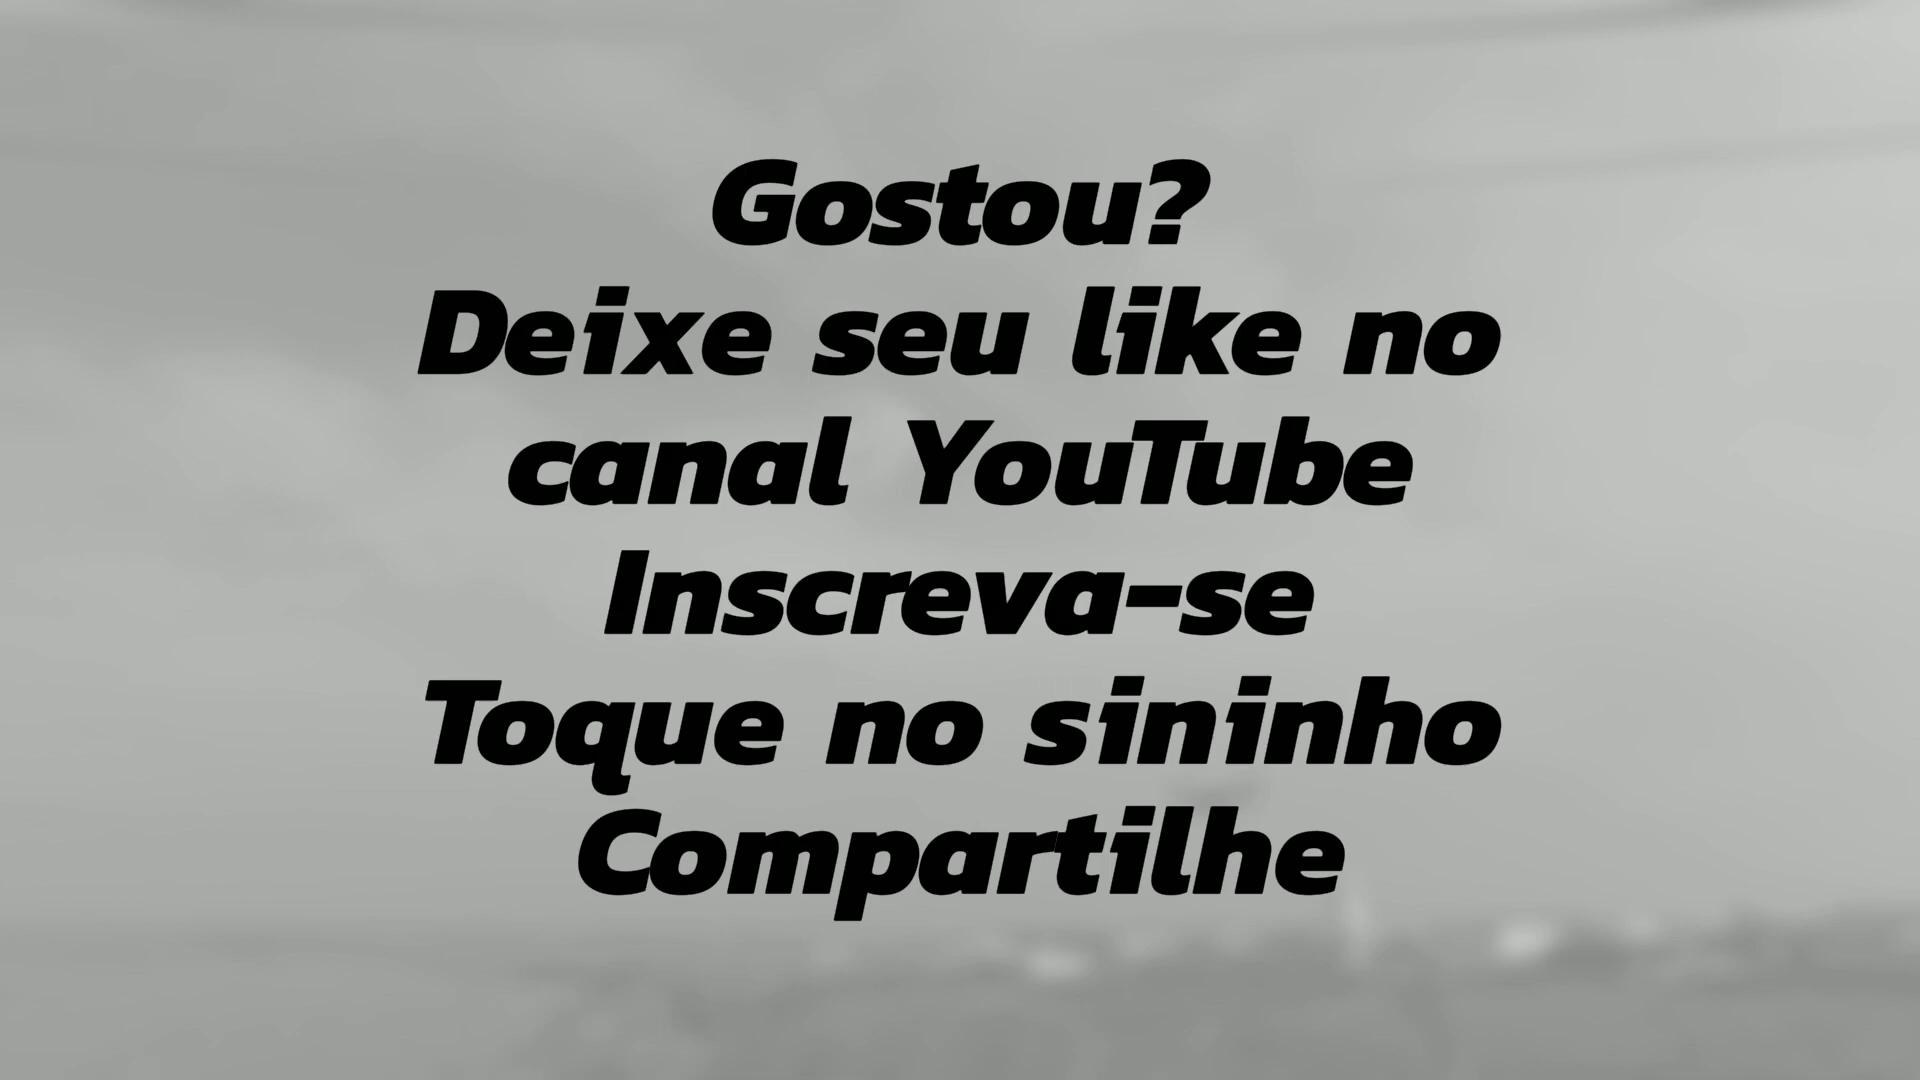 Gostou?
Deixe seu like no
canal YouTube
Inscreva-se
Toque no sininho
Compartilhe